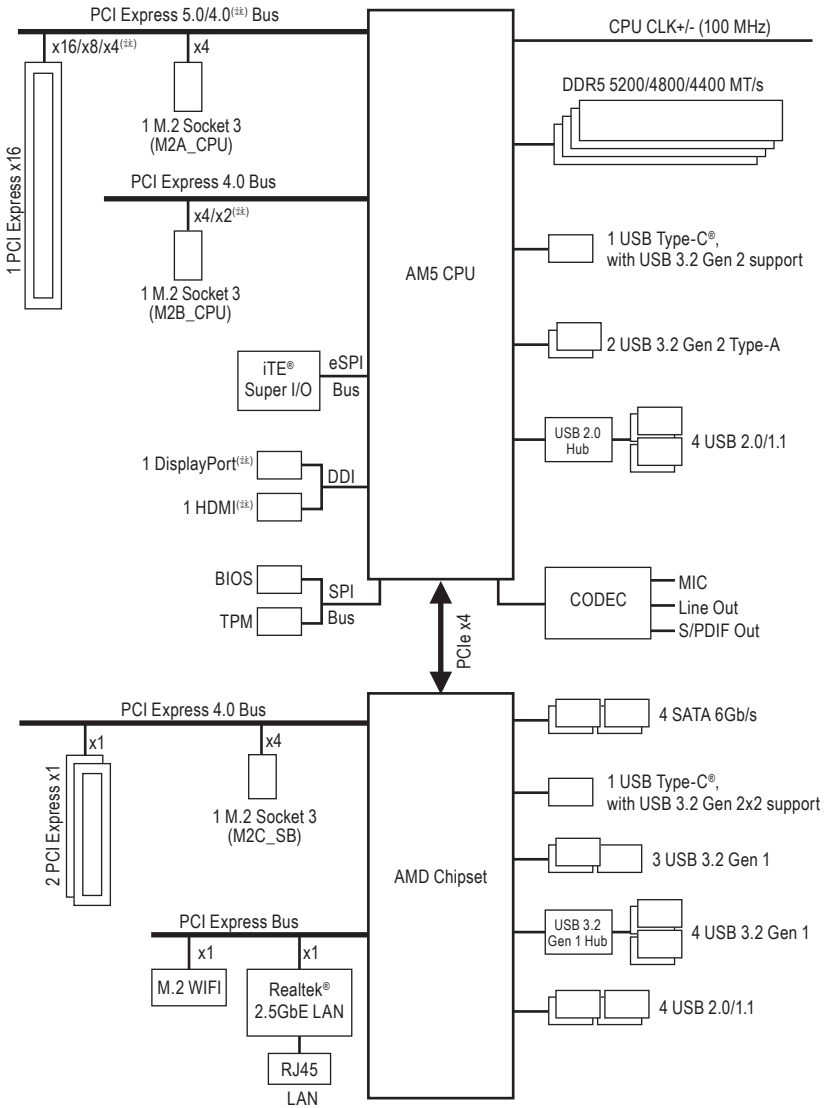 PCI Express 5.0/4.0(註) Bus
x16/x8/x4(註)
x4
1 PCI Express x16
1 M.2 Socket 3
(M2A_CPU)
PCI Express 4.0 Bus
x4/x2(註)
1 M.2 Socket 3
(M2B_CPU)
iTE®
Super I/O
eSPI
Bus
1 DisplayPort(註)
1 HDMI(註)
DDI
BIOS
TPM
SPI
Bus
AM5 CPU
CPU CLK+/- (100 MHz)
DDR5 5200/4800/4400 MT/s
1 USB Type-C®,
with USB 3.2 Gen 2 support
2 USB 3.2 Gen 2 Type-A
USB 2.0
Hub
4 USB 2.0/1.1
CODEC
MIC
Line Out
S/PDIF Out
PCIe x4
PCI Express 4.0 Bus
x1
x4
2 PCI Express x1
1 M.2 Socket 3
(M2C_SB)
PCI Express Bus
x1
x1
M.2 WIFI
Realtek®
2.5GbE LAN
RJ45
LAN
AMD Chipset
4 SATA 6Gb/s
1 USB Type-C®,
with USB 3.2 Gen 2x2 support
3 USB 3.2 Gen 1
USB 3.2
Gen 1 Hub
4 USB 3.2 Gen 1
4 USB 2.0/1.1